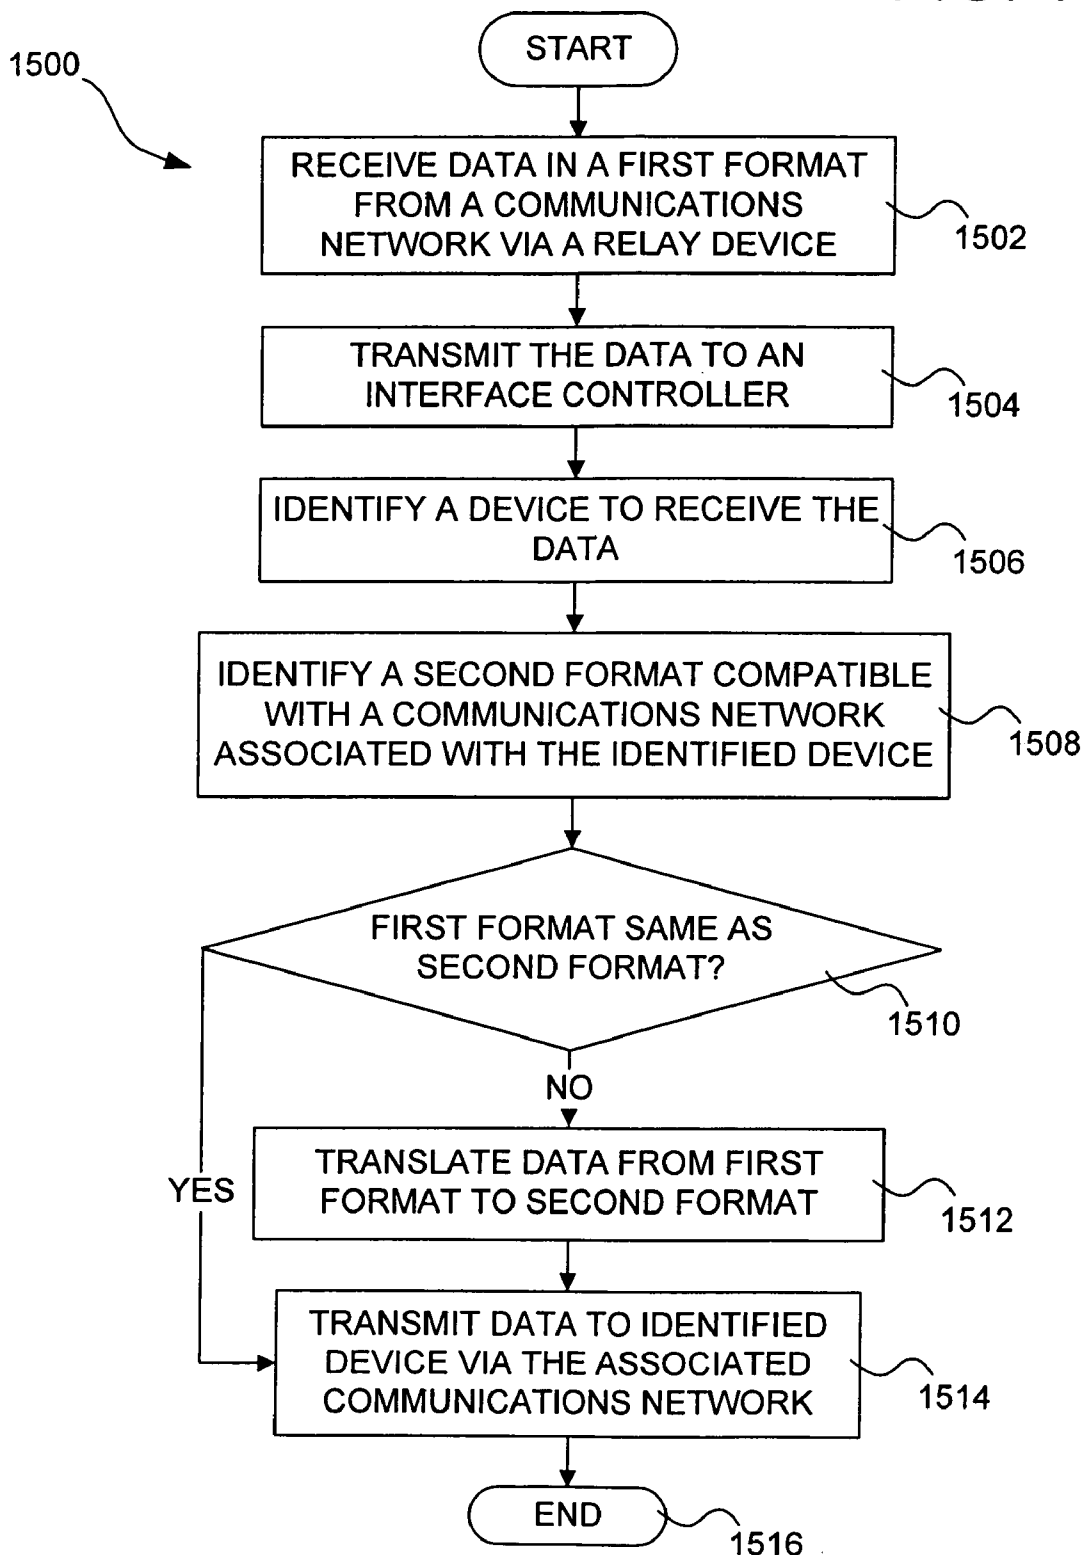 START
1500
RECEIVE DATA IN A FIRST FORMAT
FROM A COMMUNICATIONS
NETWORK VIA A RELAY DEVICE
1502
TRANSMIT THE DATA TO AN
INTERFACE CONTROLLER
1504
IDENTIFY A DEVICE TO RECEIVE THE
DATA
1506
IDENTIFY A SECOND FORMAT COMPATIBLE
WITH A COMMUNICATIONS NETWORK
ASSOCIATED WITH THE IDENTIFIED DEVICE
1508
FIRST FORMAT SAME AS
SECOND FORMAT?
1510
NO
TRANSLATE DATA FROM FIRST
FORMAT TO SECOND FORMAT
YES
1512
TRANSMIT DATA TO IDENTIFIED
DEVICE VIA THE ASSOCIATED
COMMUNICATIONS NETWORK
1514
END
1516